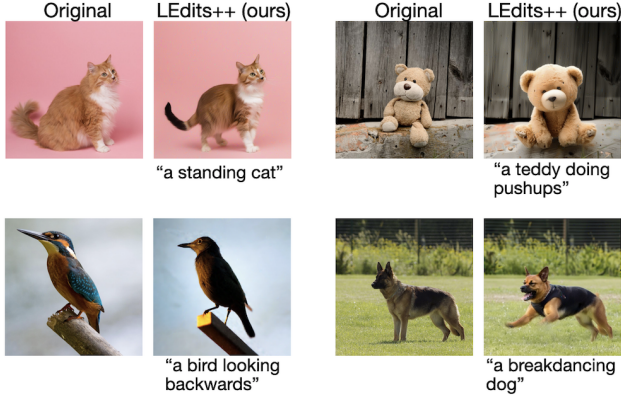 Original LEdits++ (ours) Original LEdits++ (ours)
“a standing cat”
“a teddy doing
pushups”
“a bird looking
backwards”
“a breakdancing
dog”